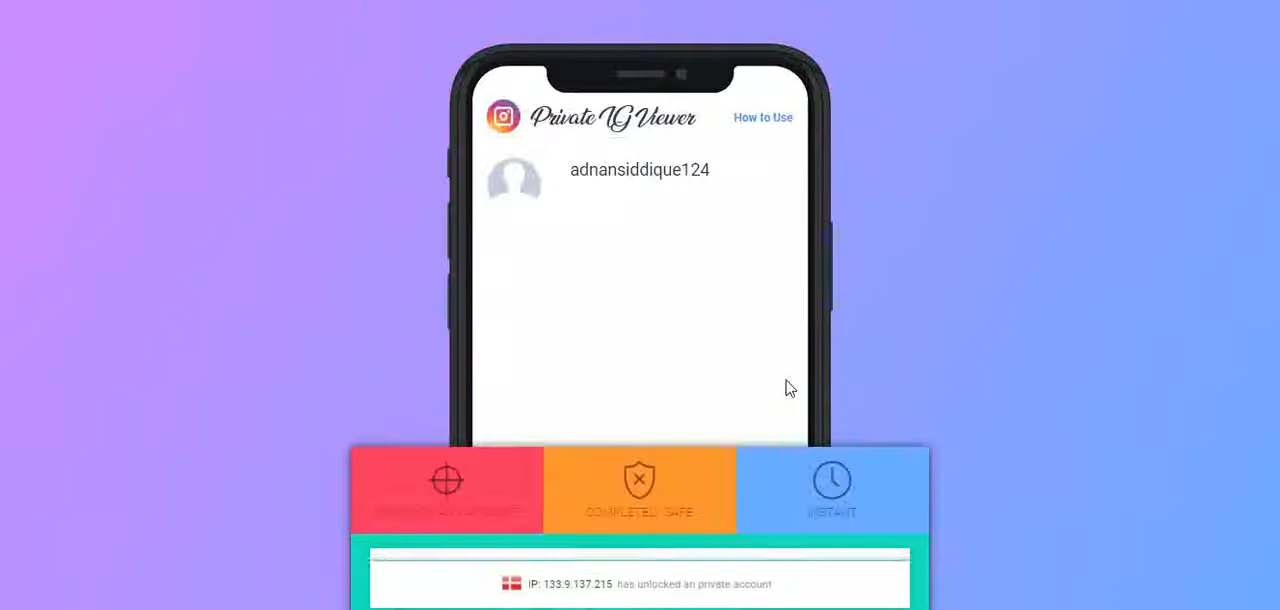 Private IG Viewer
How to Use
adnansiddique124
COMPLETELY SAFE
INSTANT
IP: 133.9.137.215 has unlocked an private account